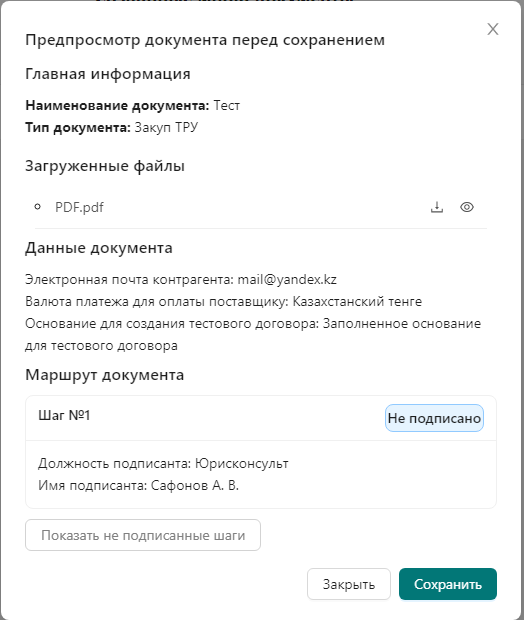 Предпросмотр документа перед сохранением
Главная информация
Наименование документа: Тест
Тип документа: Закуп ТРУ
Загруженные файлы
PDF.pdf
Данные документа
Электронная почта контрагента: mail@yandex.kz
Валюта платежа для оплаты поставщику: Казахстанский тенге
Основание для создания тестового договора: Заполненное основание
для тестового договора
Маршрут документа
Шаг №1
Не подписано
Должность подписанта: Юрисконсульт
Имя подписанта: Сафонов А. В.
Показать не подписанные шаги
Закрыть
Сохранить